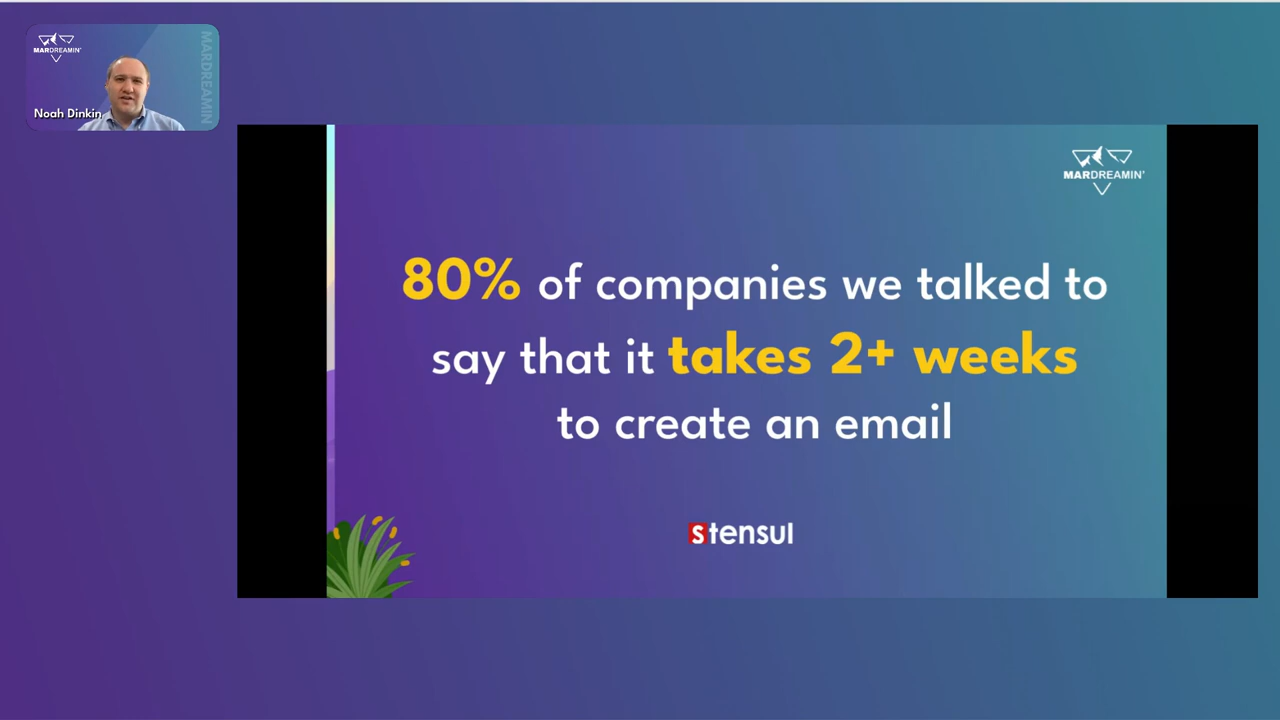 MARDREAMIN'
MARDREAMIN
Noah Dinkin
MARDREAMIN'
80% of companies we talked to
say that it takes 2+ weeks
to create an email
stensul